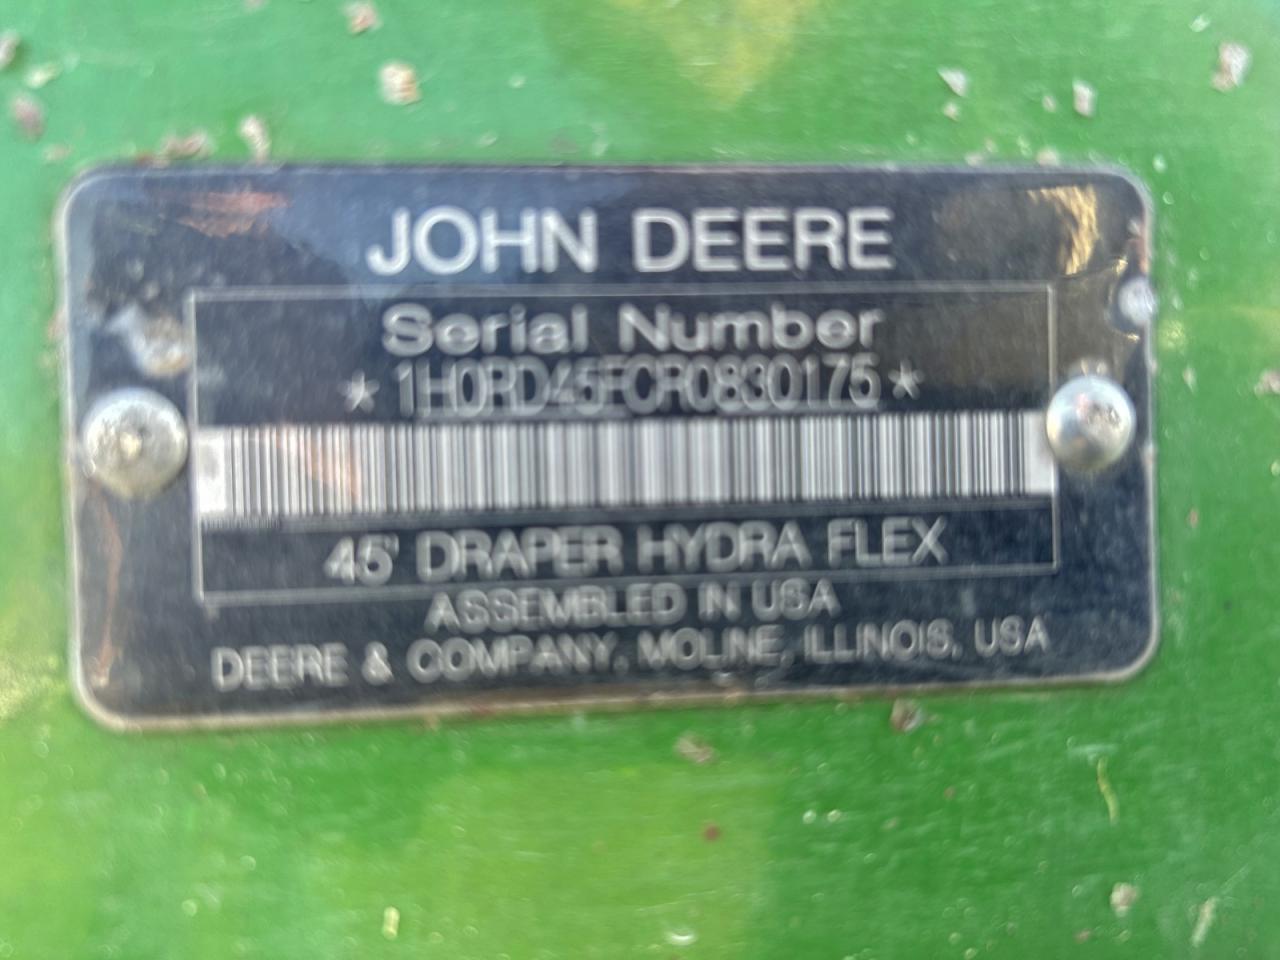 JOHN DEERE
Serial Number
* 1H0RD45FCR0830175 *
45' DRAPER HYDRA FLEX
ASSEMBLED IN USA
DEERE & COMPANY, MOLINE, ILLINOIS, USA